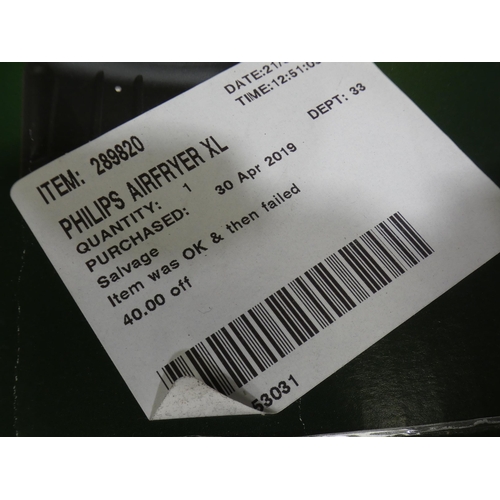 DATE:21/
TIME:12:51:0
DEPT: 33
ITEM: 289820
PHILIPS AIRFRYER XL
QUANTITY: 1
PURCHASED: 30 Apr 2019
Salvage
Item was OK & then failed
40.00 off
53031